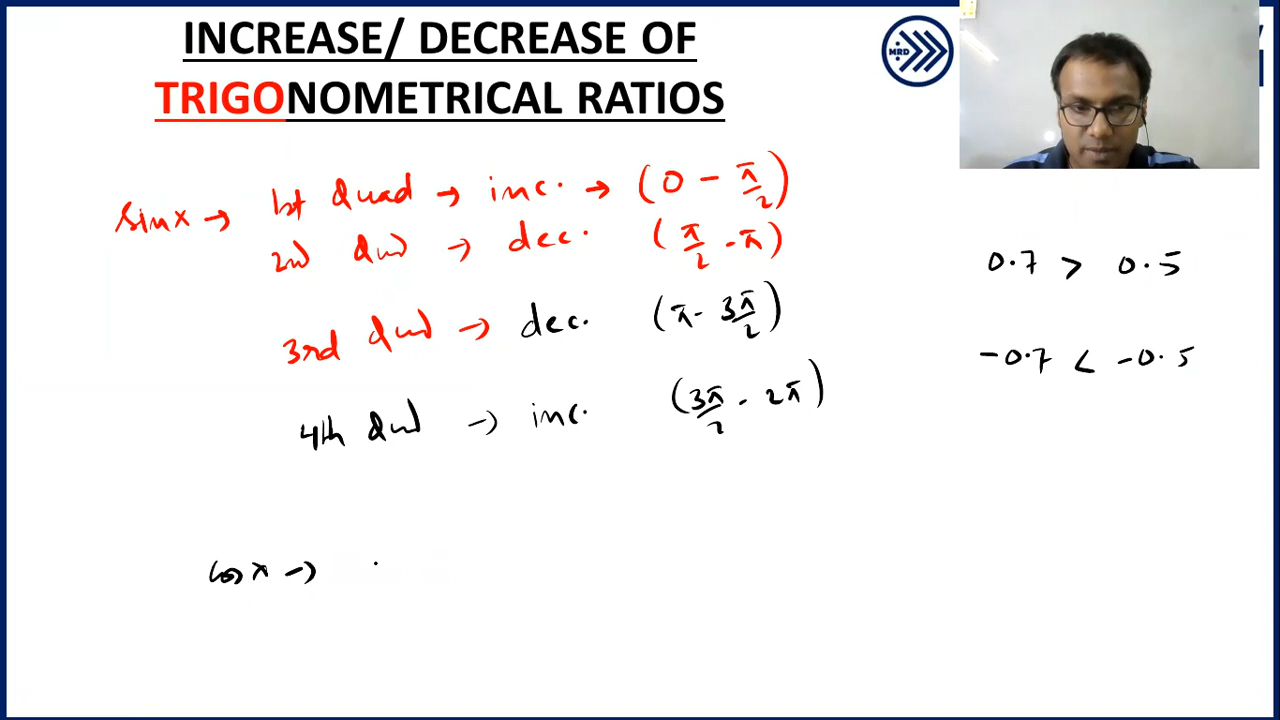 INCREASE/ DECREASE OF
TRIGONOMETRICAL RATIOS
MRD
sinx → 1st Quad → inc. → (0 - π/2)
2nd Qud → dec. (π/2 - π)
3rd Qud → dec. (π - 3π/2)
4th Qud → inc. (3π/2 - 2π)
cosx →
0.7 > 0.5
-0.7 < -0.5